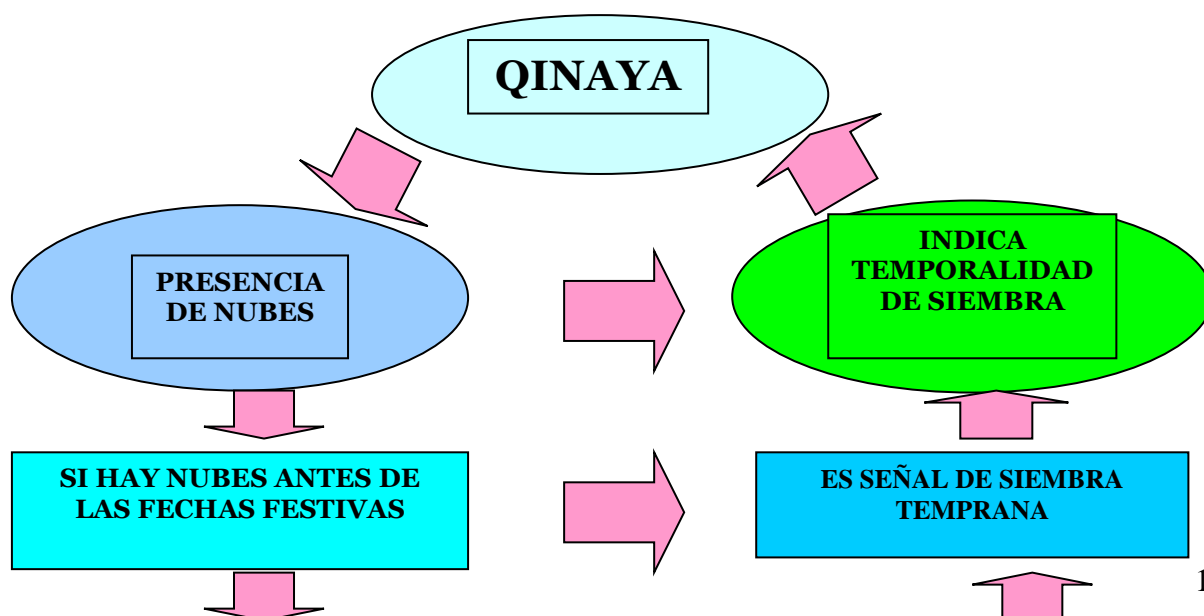 QINAYA
PRESENCIA
DE NUBES
INDICA
TEMPORALIDAD
DE SIEMBRA
SI HAY NUBES ANTES DE
LAS FECHAS FESTIVAS
ES SEÑAL DE SIEMBRA
TEMPRANA
1